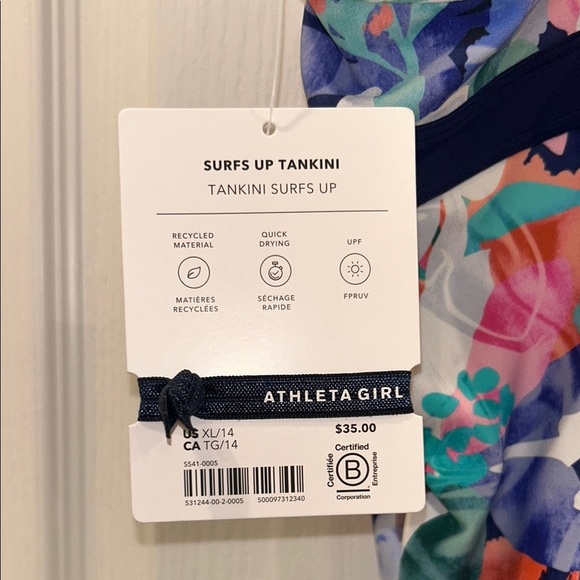 SURFS UP TANKINI
TANKINI SURFS UP
RECYCLED MATERIAL
QUICK DRYING
UPF
MATIÈRES RECYCLÉES
SÉCHAGE RAPIDE
FPRUV
ATHLETA GIRL
US XL/14
CA TG/14
$35.00
S541-0005
531244-00-2-0005
500097312340
Certified
Certifiée
B
Entreprise
Corporation